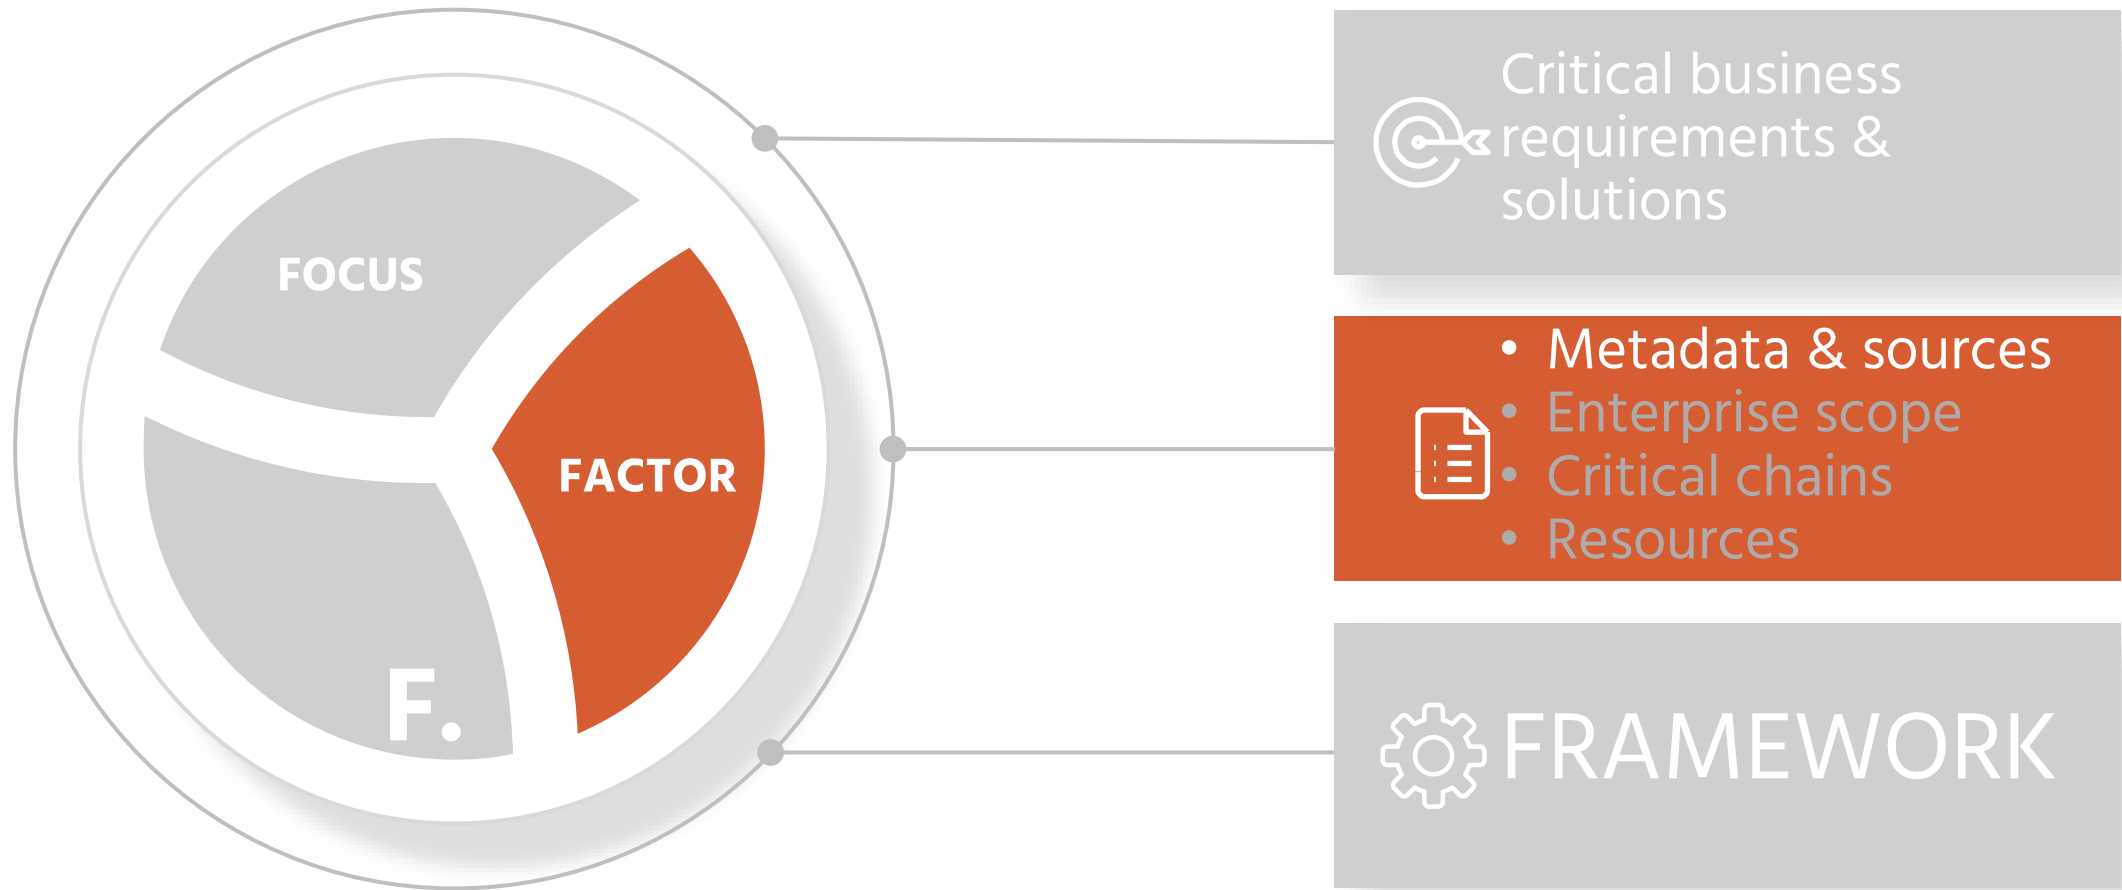 FOCUS
FACTOR
F.
Critical business
requirements &
solutions
• Metadata & sources
• Enterprise scope
• Critical chains
• Resources
FRAMEWORK